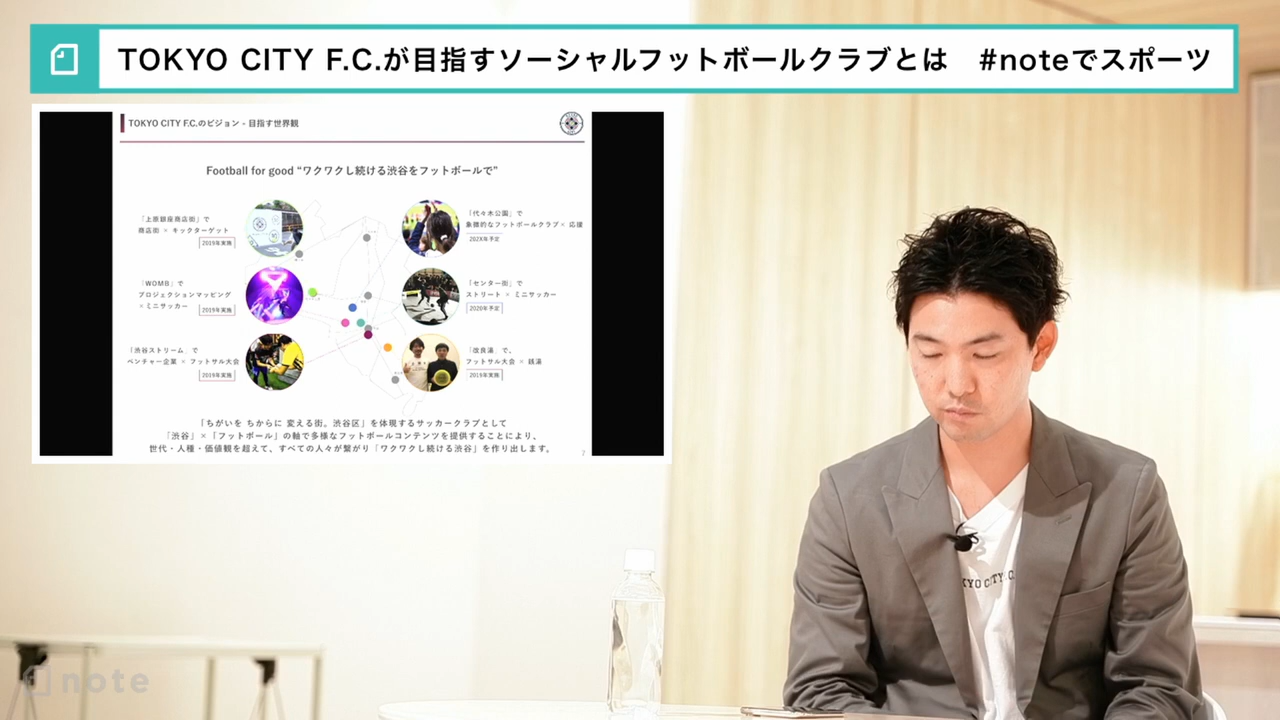 TOKYO CITY F.C.が目指すソーシャルフットボールクラブとは #noteでスポーツ
TOKYO CITY F.C.のビジョン - 目指す世界観
Football for good “ワクワクし続ける渋谷をフットボールで”
「上原銀座商店街」で
商店街 × キックターゲット
2019年実施
「WOMB」で
プロジェクションマッピング
×ミニサッカー
2019年実施
「渋谷ストリーム」で
ベンチャー企業 × フットサル大会
2019年実施
「代々木公園」で
象徴的なフットボールクラブ× 応援
202X年予定
「センター街」で
ストリート × ミニサッカー
2020年予定
「改良湯」で、
フットサル大会 × 銭湯
2019年実施
「ちがいを ちからに 変える街。渋谷区」を体現するサッカークラブとして
「渋谷」×「フットボール」の軸で多様なフットボールコンテンツを提供することにより、
世代・人種・価値観を超えて、すべての人々が繋がり「ワクワクし続ける渋谷」を作り出します。
7
KYO CITY
note